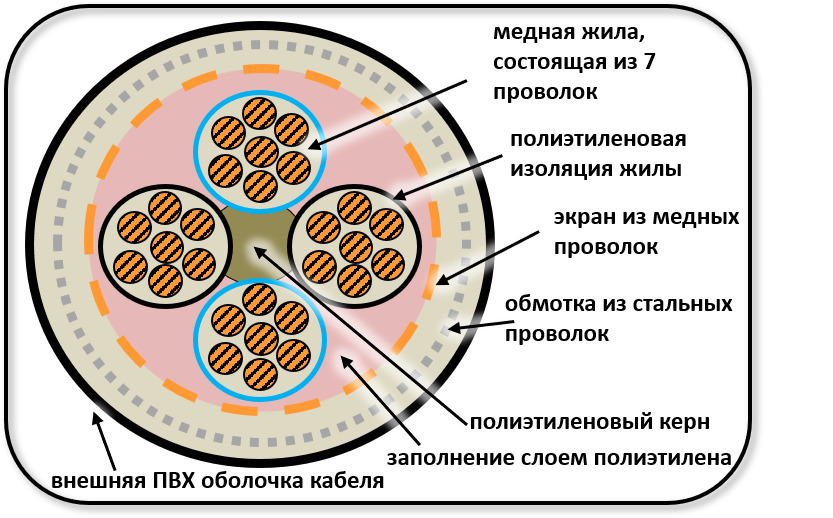 медная жила,
состоящая из 7
проволок
полиэтиленовая
изоляция жилы
экран из медных
проволок
обмотка из стальных
проволок
полиэтиленовый керн
заполнение слоем полиэтилена
внешняя ПВХ оболочка кабеля